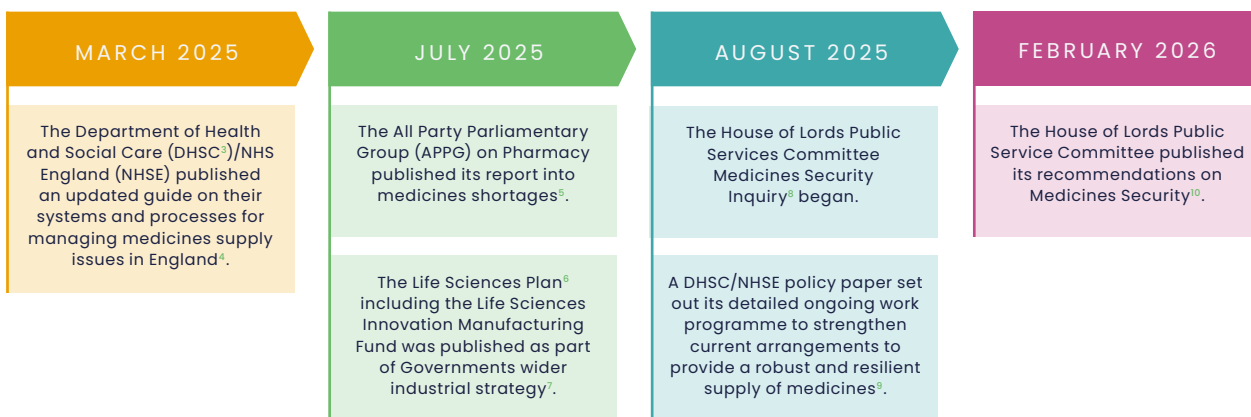 MARCH 2025
The Department of Health
and Social Care (DHSC³)/NHS
England (NHSE) published
an updated guide on their
systems and processes for
managing medicines supply
issues in England⁴.
JULY 2025
The All Party Parliamentary
Group (APPG) on Pharmacy
published its report into
medicines shortages⁵.
The Life Sciences Plan⁶
including the Life Sciences
Innovation Manufacturing
Fund was published as part
of Governments wider
industrial strategy⁷.
AUGUST 2025
The House of Lords Public
Services Committee
Medicines Security
Inquiry⁸ began.
A DHSC/NHSE policy paper set
out its detailed ongoing work
programme to strengthen
current arrangements to
provide a robust and resilient
supply of medicines⁹.
FEBRUARY 2026
The House of Lords Public
Service Committee published
its recommendations on
Medicines Security¹⁰.